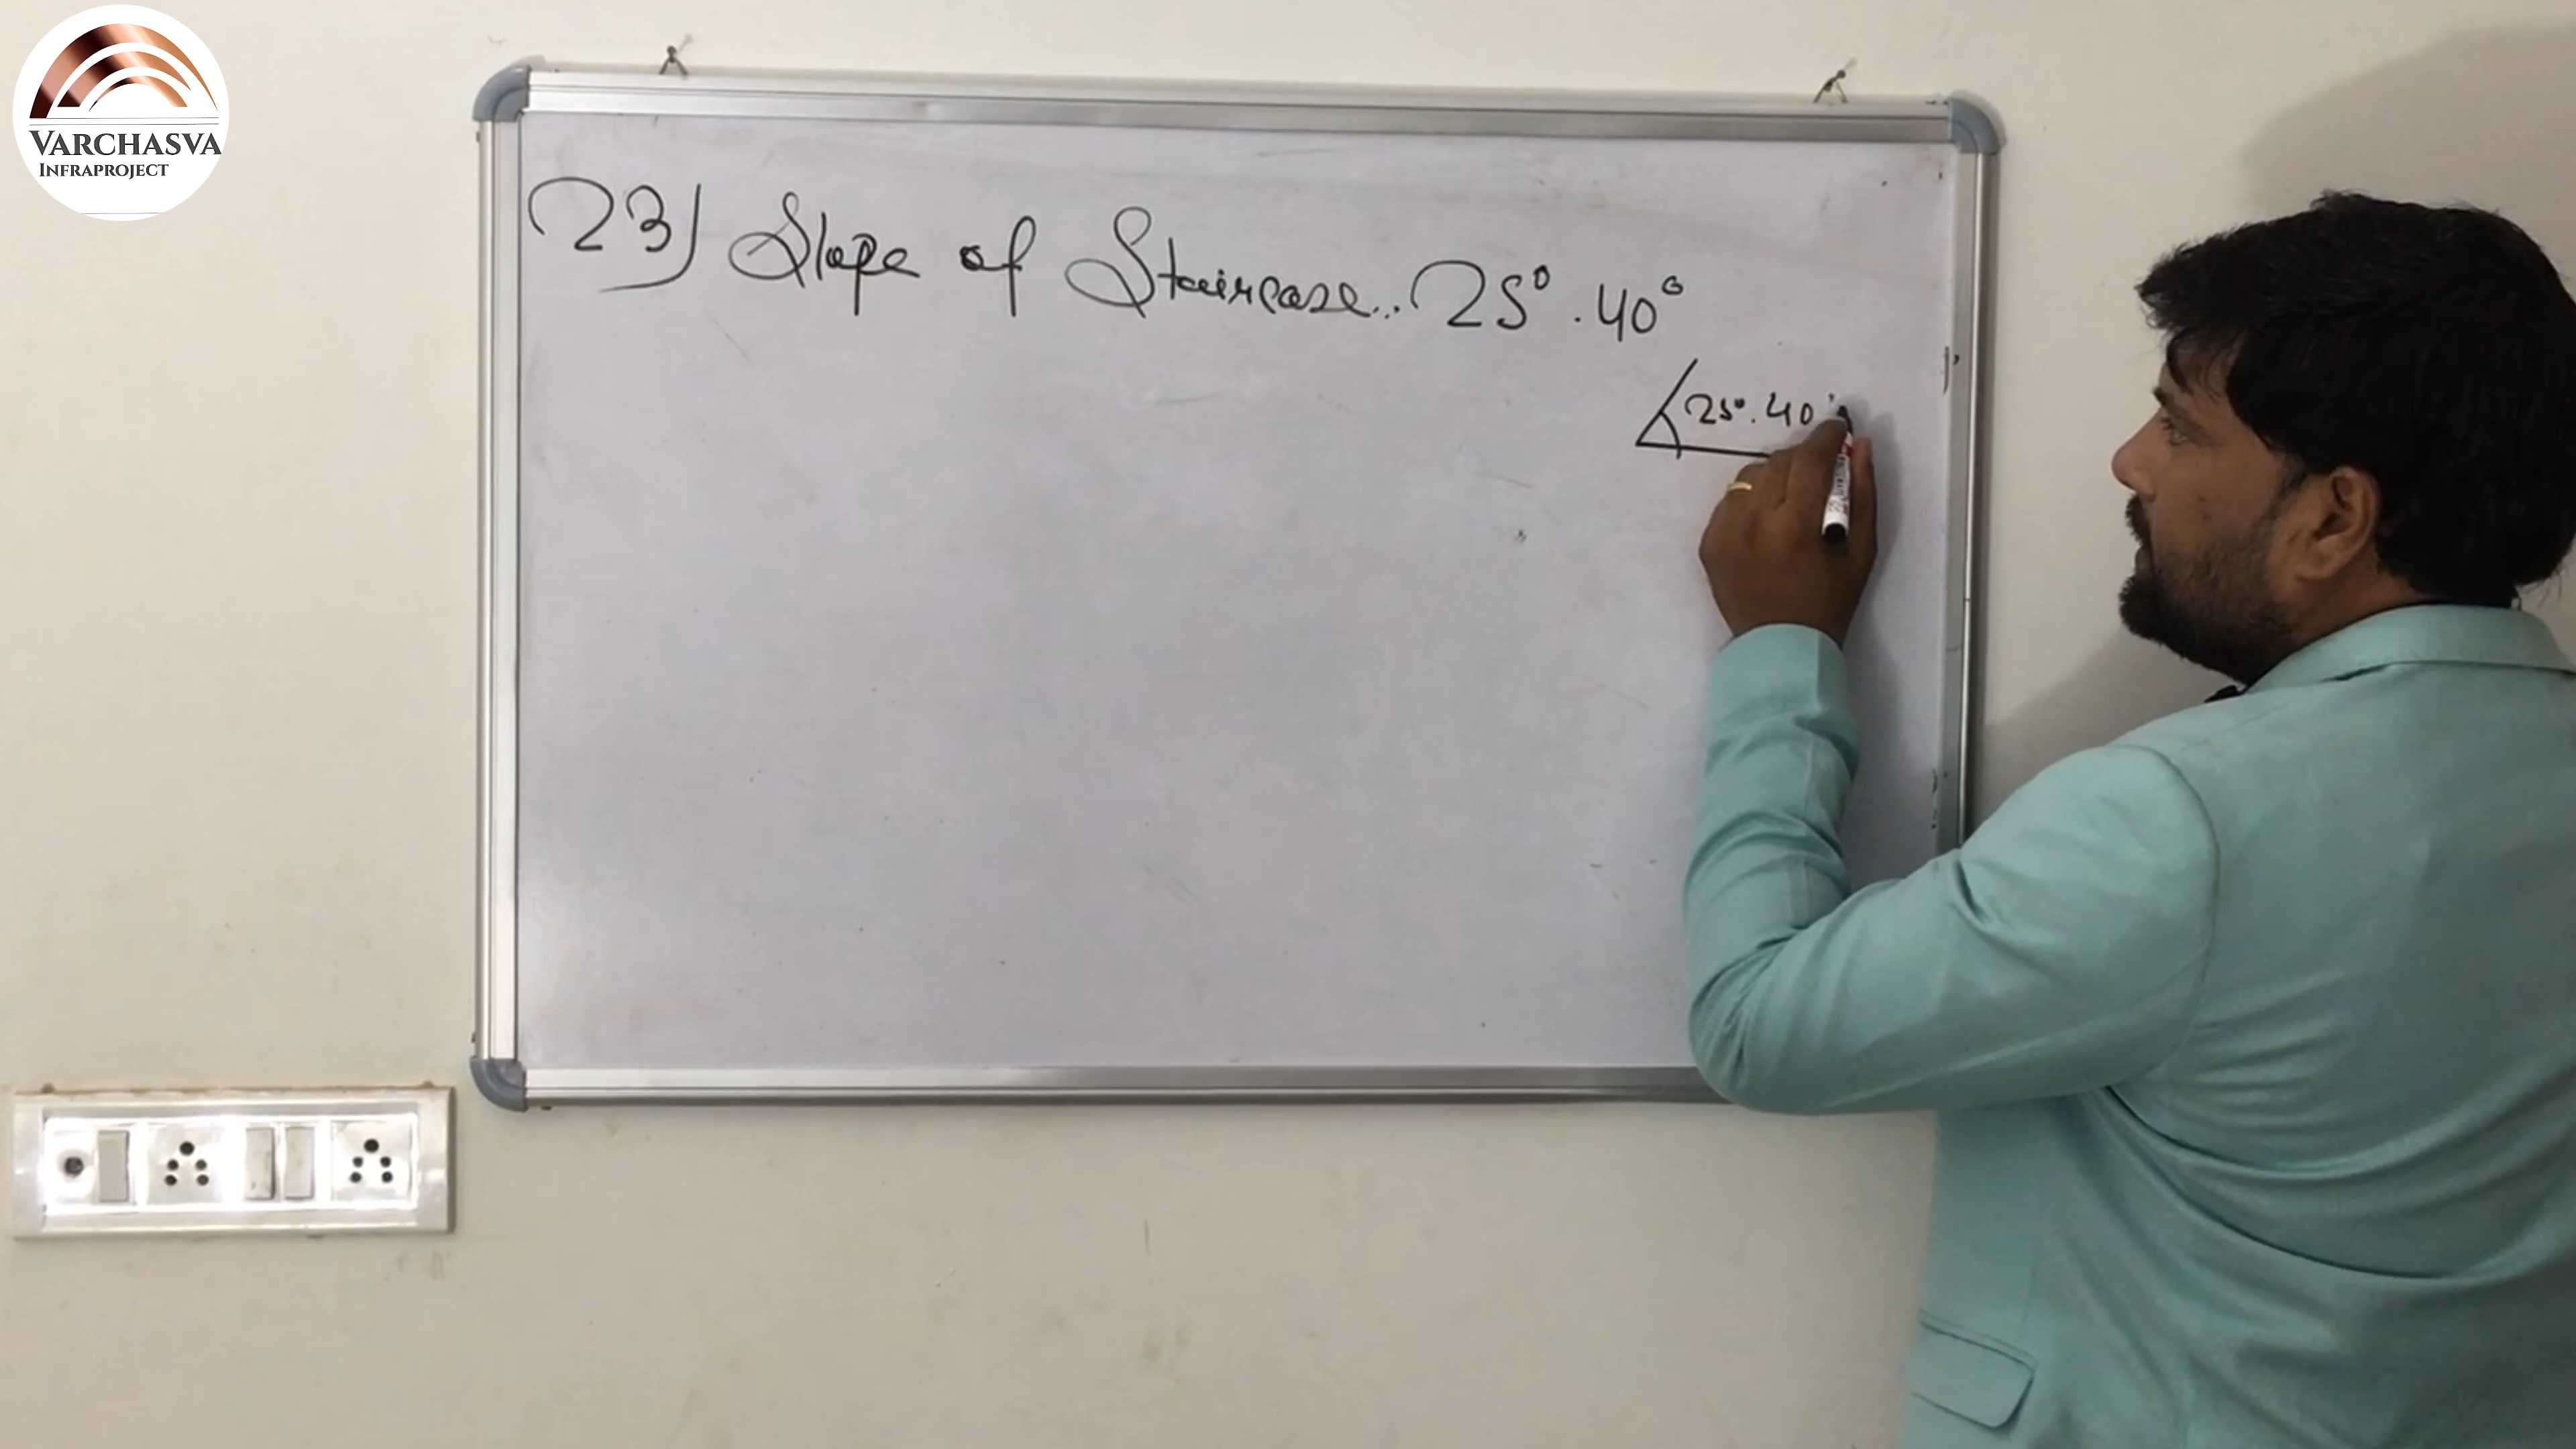 VARCHASVA
INFRAPROJECT
23) Slope of Staircase.. 25° . 40°
25° . 40°